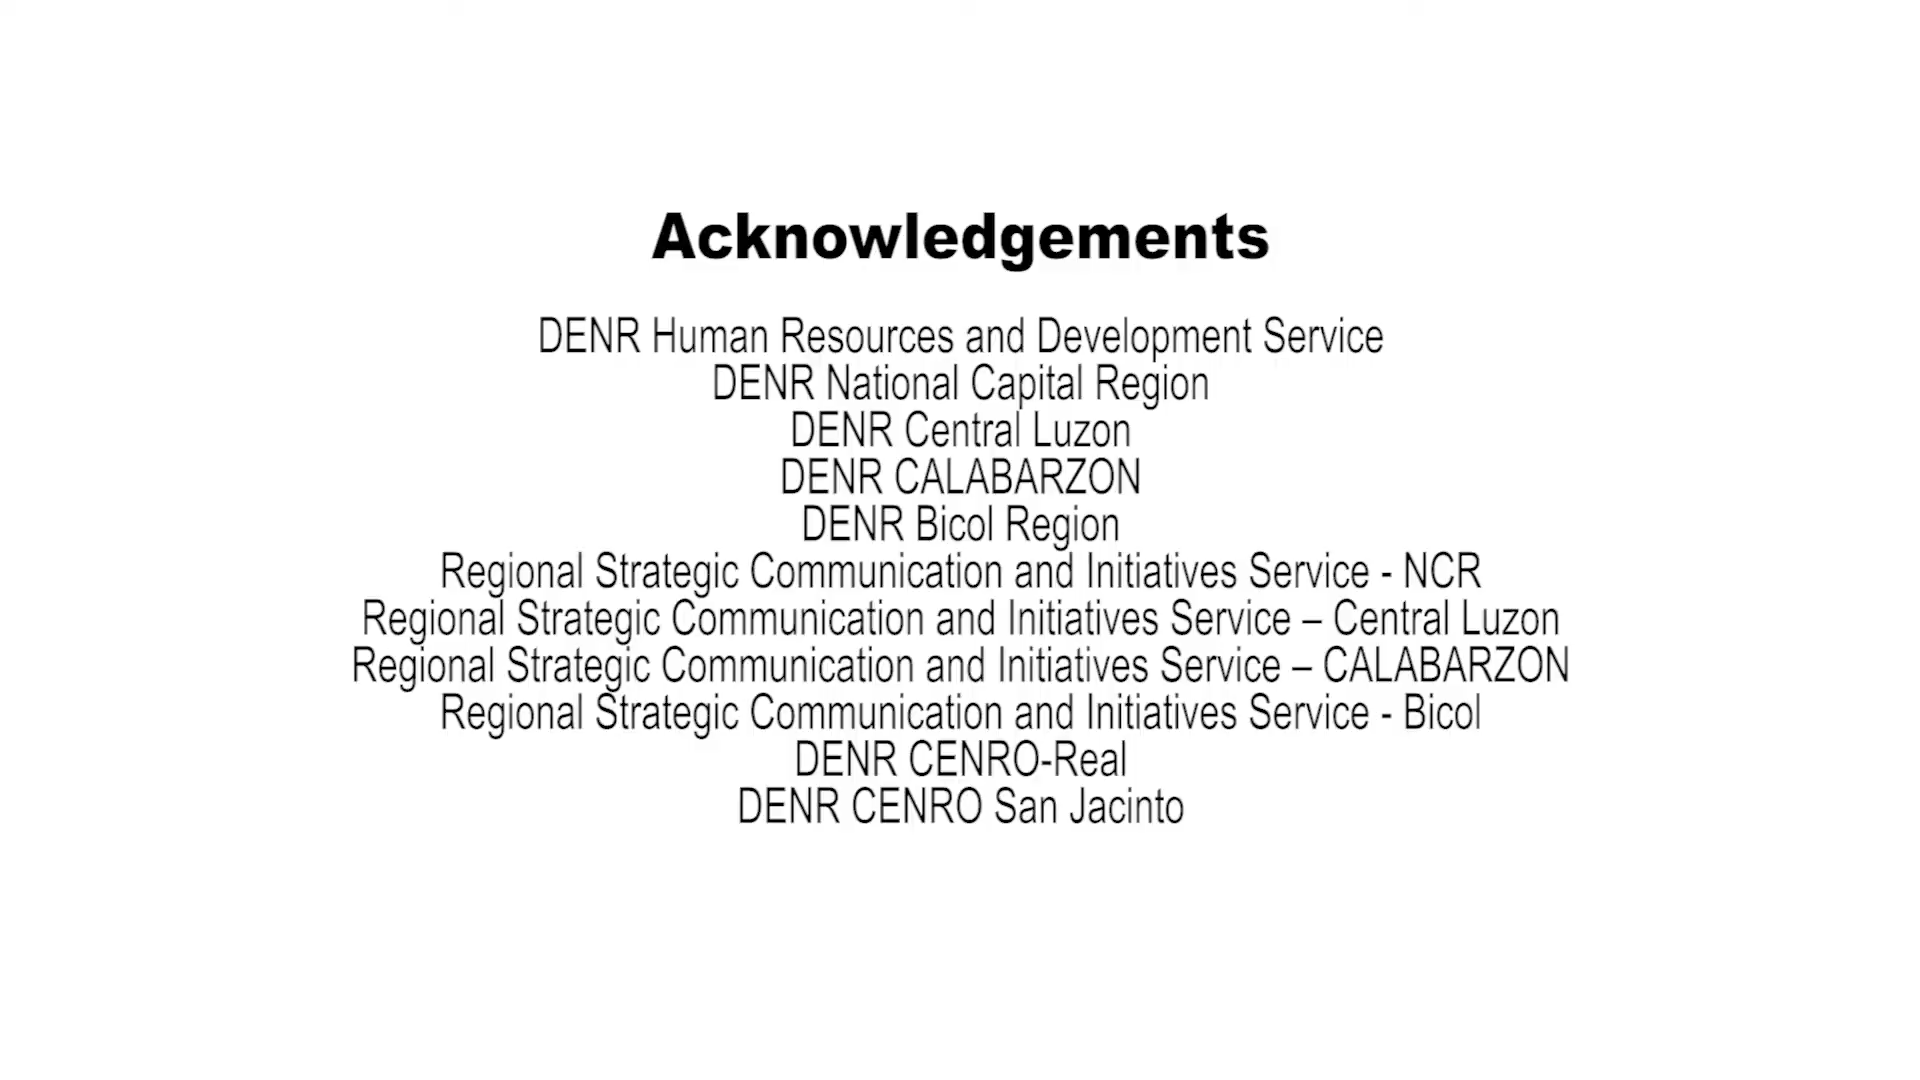 Acknowledgements
DENR Human Resources and Development Service
DENR National Capital Region
DENR Central Luzon
DENR CALABARZON
DENR Bicol Region
Regional Strategic Communication and Initiatives Service - NCR
Regional Strategic Communication and Initiatives Service – Central Luzon
Regional Strategic Communication and Initiatives Service – CALABARZON
Regional Strategic Communication and Initiatives Service - Bicol
DENR CENRO-Real
DENR CENRO San Jacinto